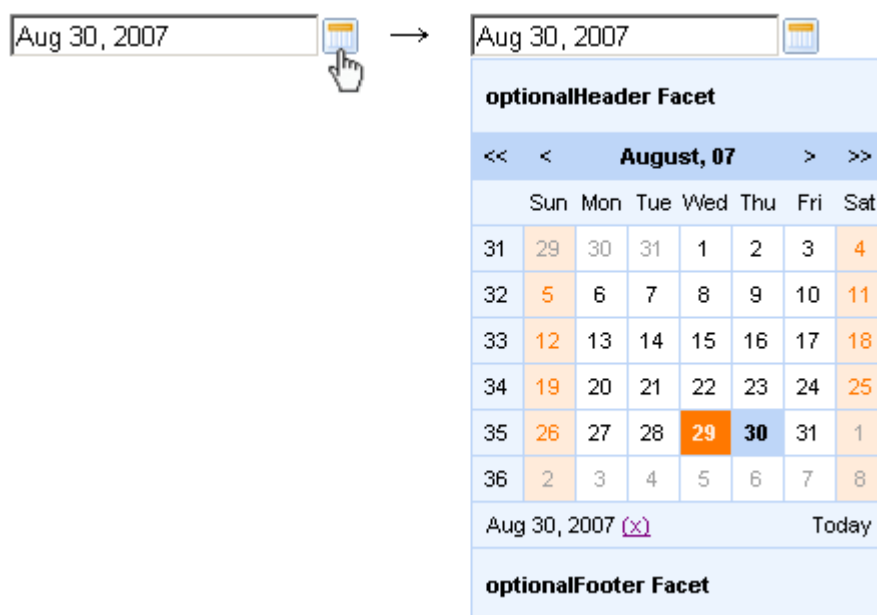 Aug 30, 2007 → Aug 30, 2007
optionalHeader Facet
<< < August, 07 > >>
Sun Mon Tue Wed Thu Fri Sat
31 29 30 31 1 2 3 4
32 5 6 7 8 9 10 11
33 12 13 14 15 16 17 18
34 19 20 21 22 23 24 25
35 26 27 28 29 30 31 1
36 2 3 4 5 6 7 8
Aug 30, 2007 (x) Today
optionalFooter Facet